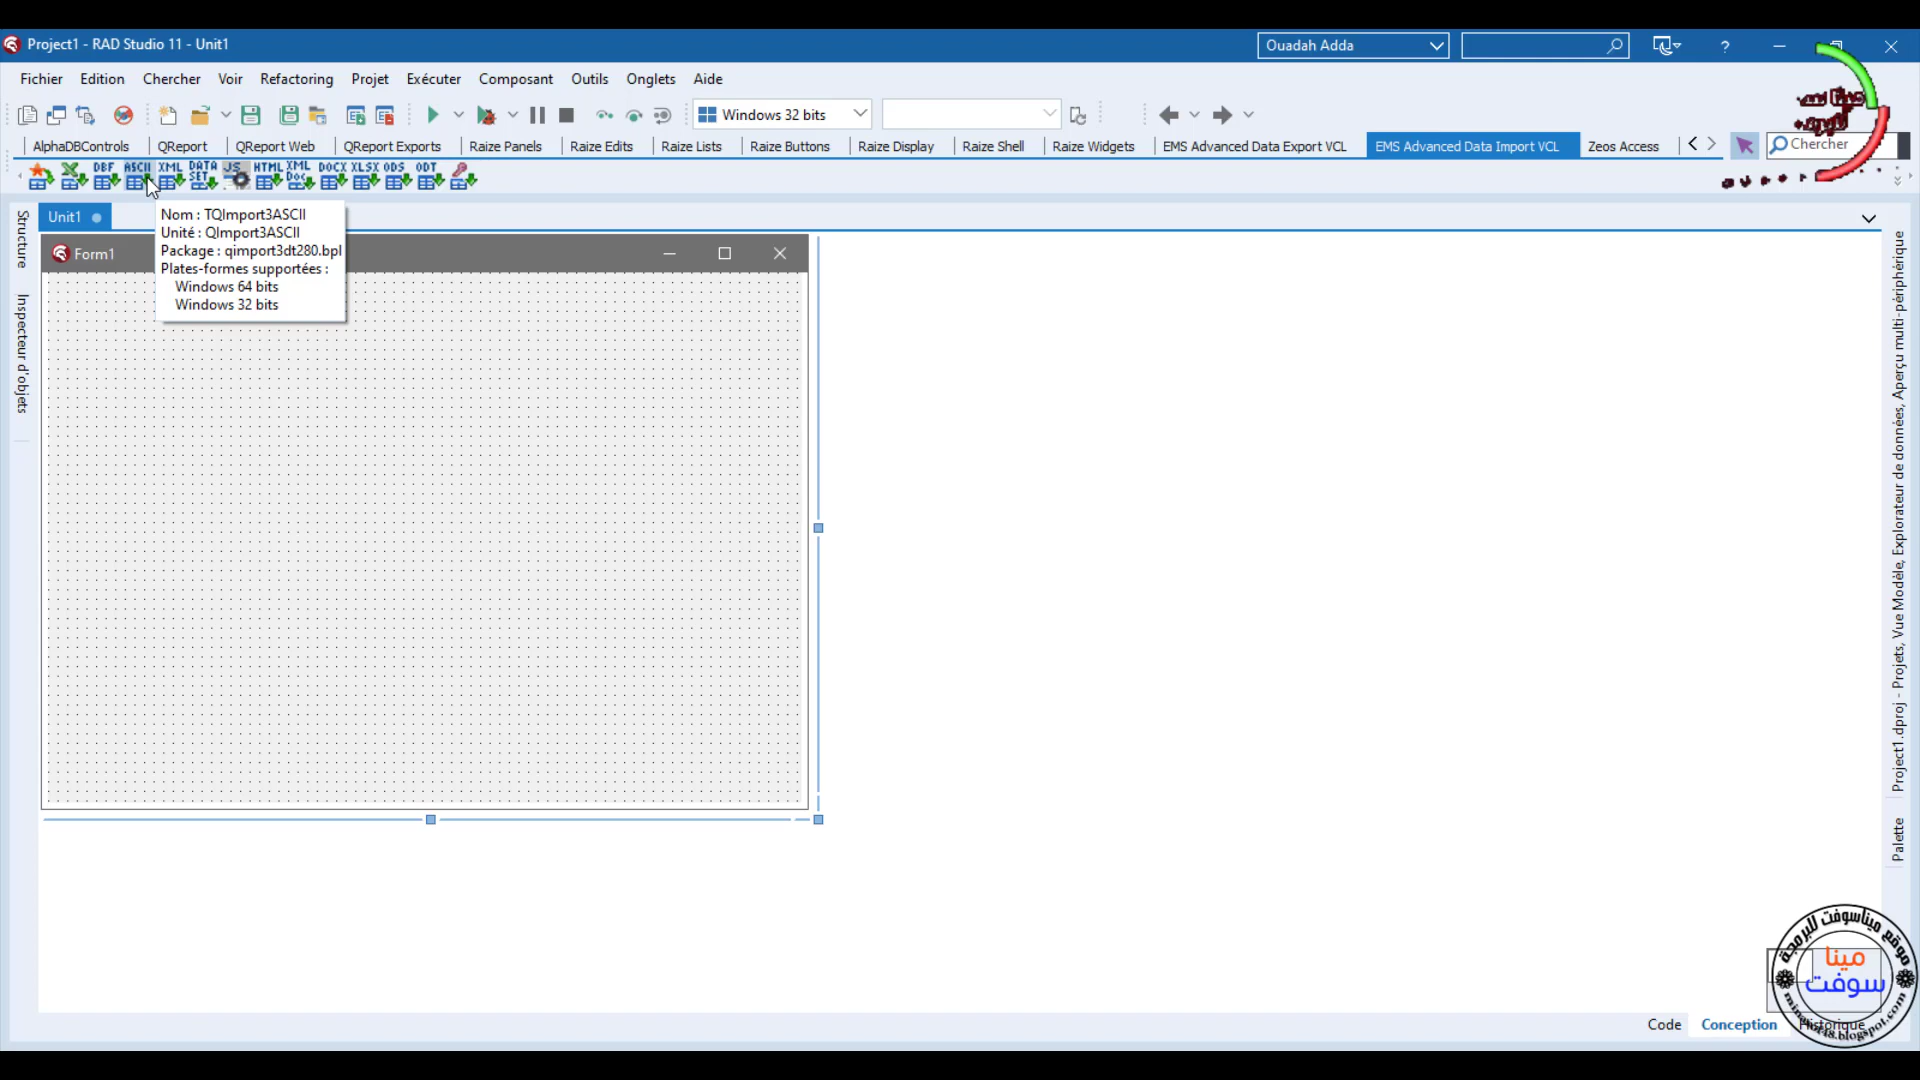 Project1 - RAD Studio 11 - Unit1
Ouadah Adda
?
Fichier Edition Chercher Voir Refactoring Projet Exécuter Composant Outils Onglets Aide
Windows 32 bits
AlphaDBControls QReport QReport Web QReport Exports Raize Panels Raize Edits Raize Lists Raize Buttons Raize Display Raize Shell Raize Widgets EMS Advanced Data Export VCL EMS Advanced Data Import VCL Zeos Access Chercher
DBF ASCII XML DATA SET JS HTML XML Doc DOCX XLSX ODS ODT
Structure
Inspecteur d'objets
Unit1
Form1
Nom : TQImport3ASCII
Unité : QImport3ASCII
Package : qimport3dt280.bpl
Plates-formes supportées :
Windows 64 bits
Windows 32 bits
Project1.dproj - Projets, Vue Modèle, Explorateur de données, Aperçu multi-périphérique
Palette
Code Conception Historique
موقع ميناسوفت للبرمجة
مينا
سوفت